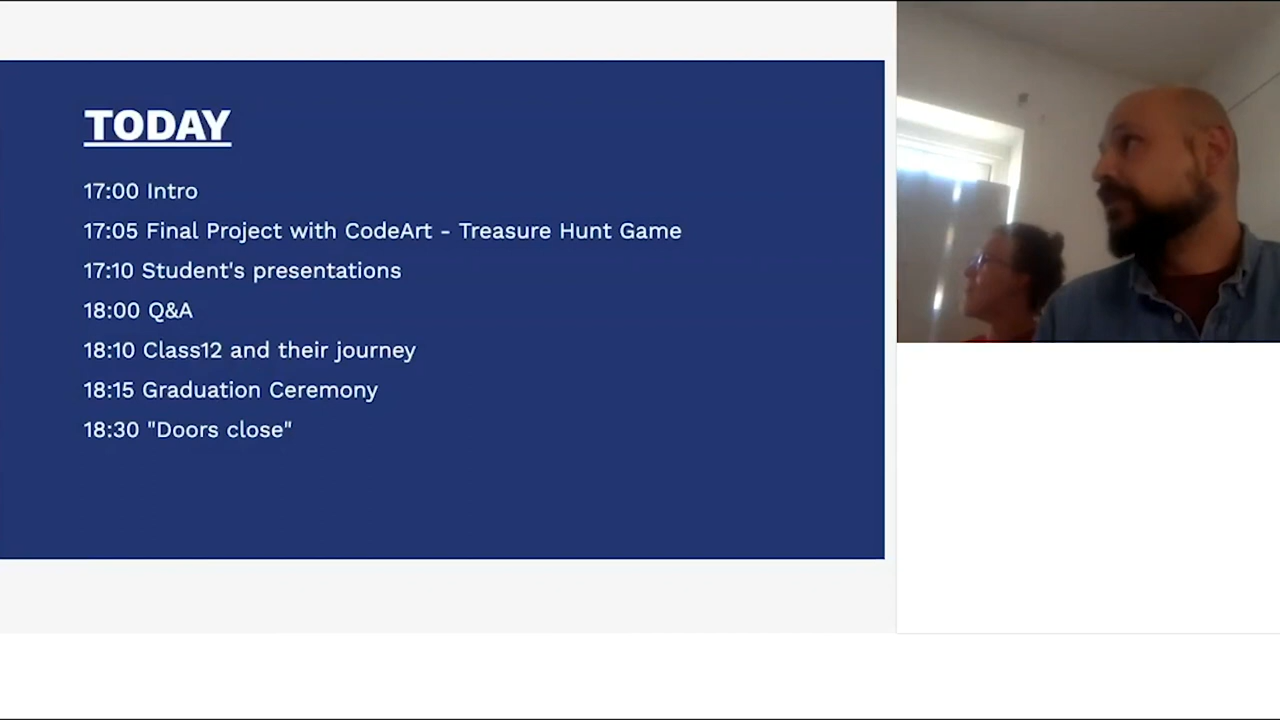 TODAY
17:00 Intro
17:05 Final Project with CodeArt - Treasure Hunt Game
17:10 Student's presentations
18:00 Q&A
18:10 Class12 and their journey
18:15 Graduation Ceremony
18:30 "Doors close"